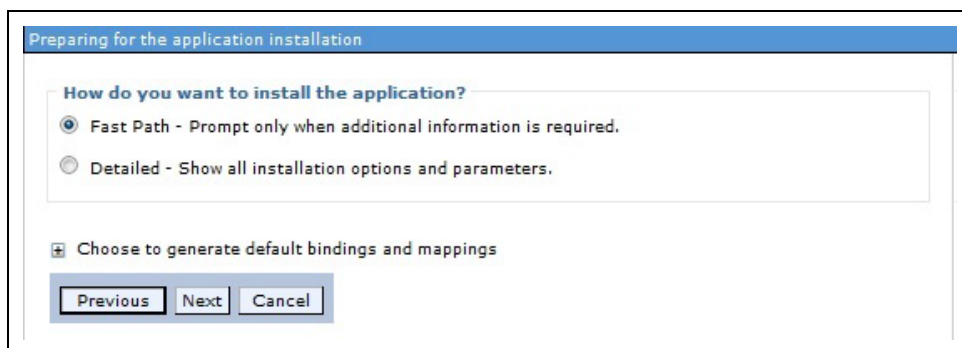 Preparing for the application installation
How do you want to install the application?
Fast Path - Prompt only when additional information is required.
Detailed - Show all installation options and parameters.
Choose to generate default bindings and mappings
Previous Next Cancel